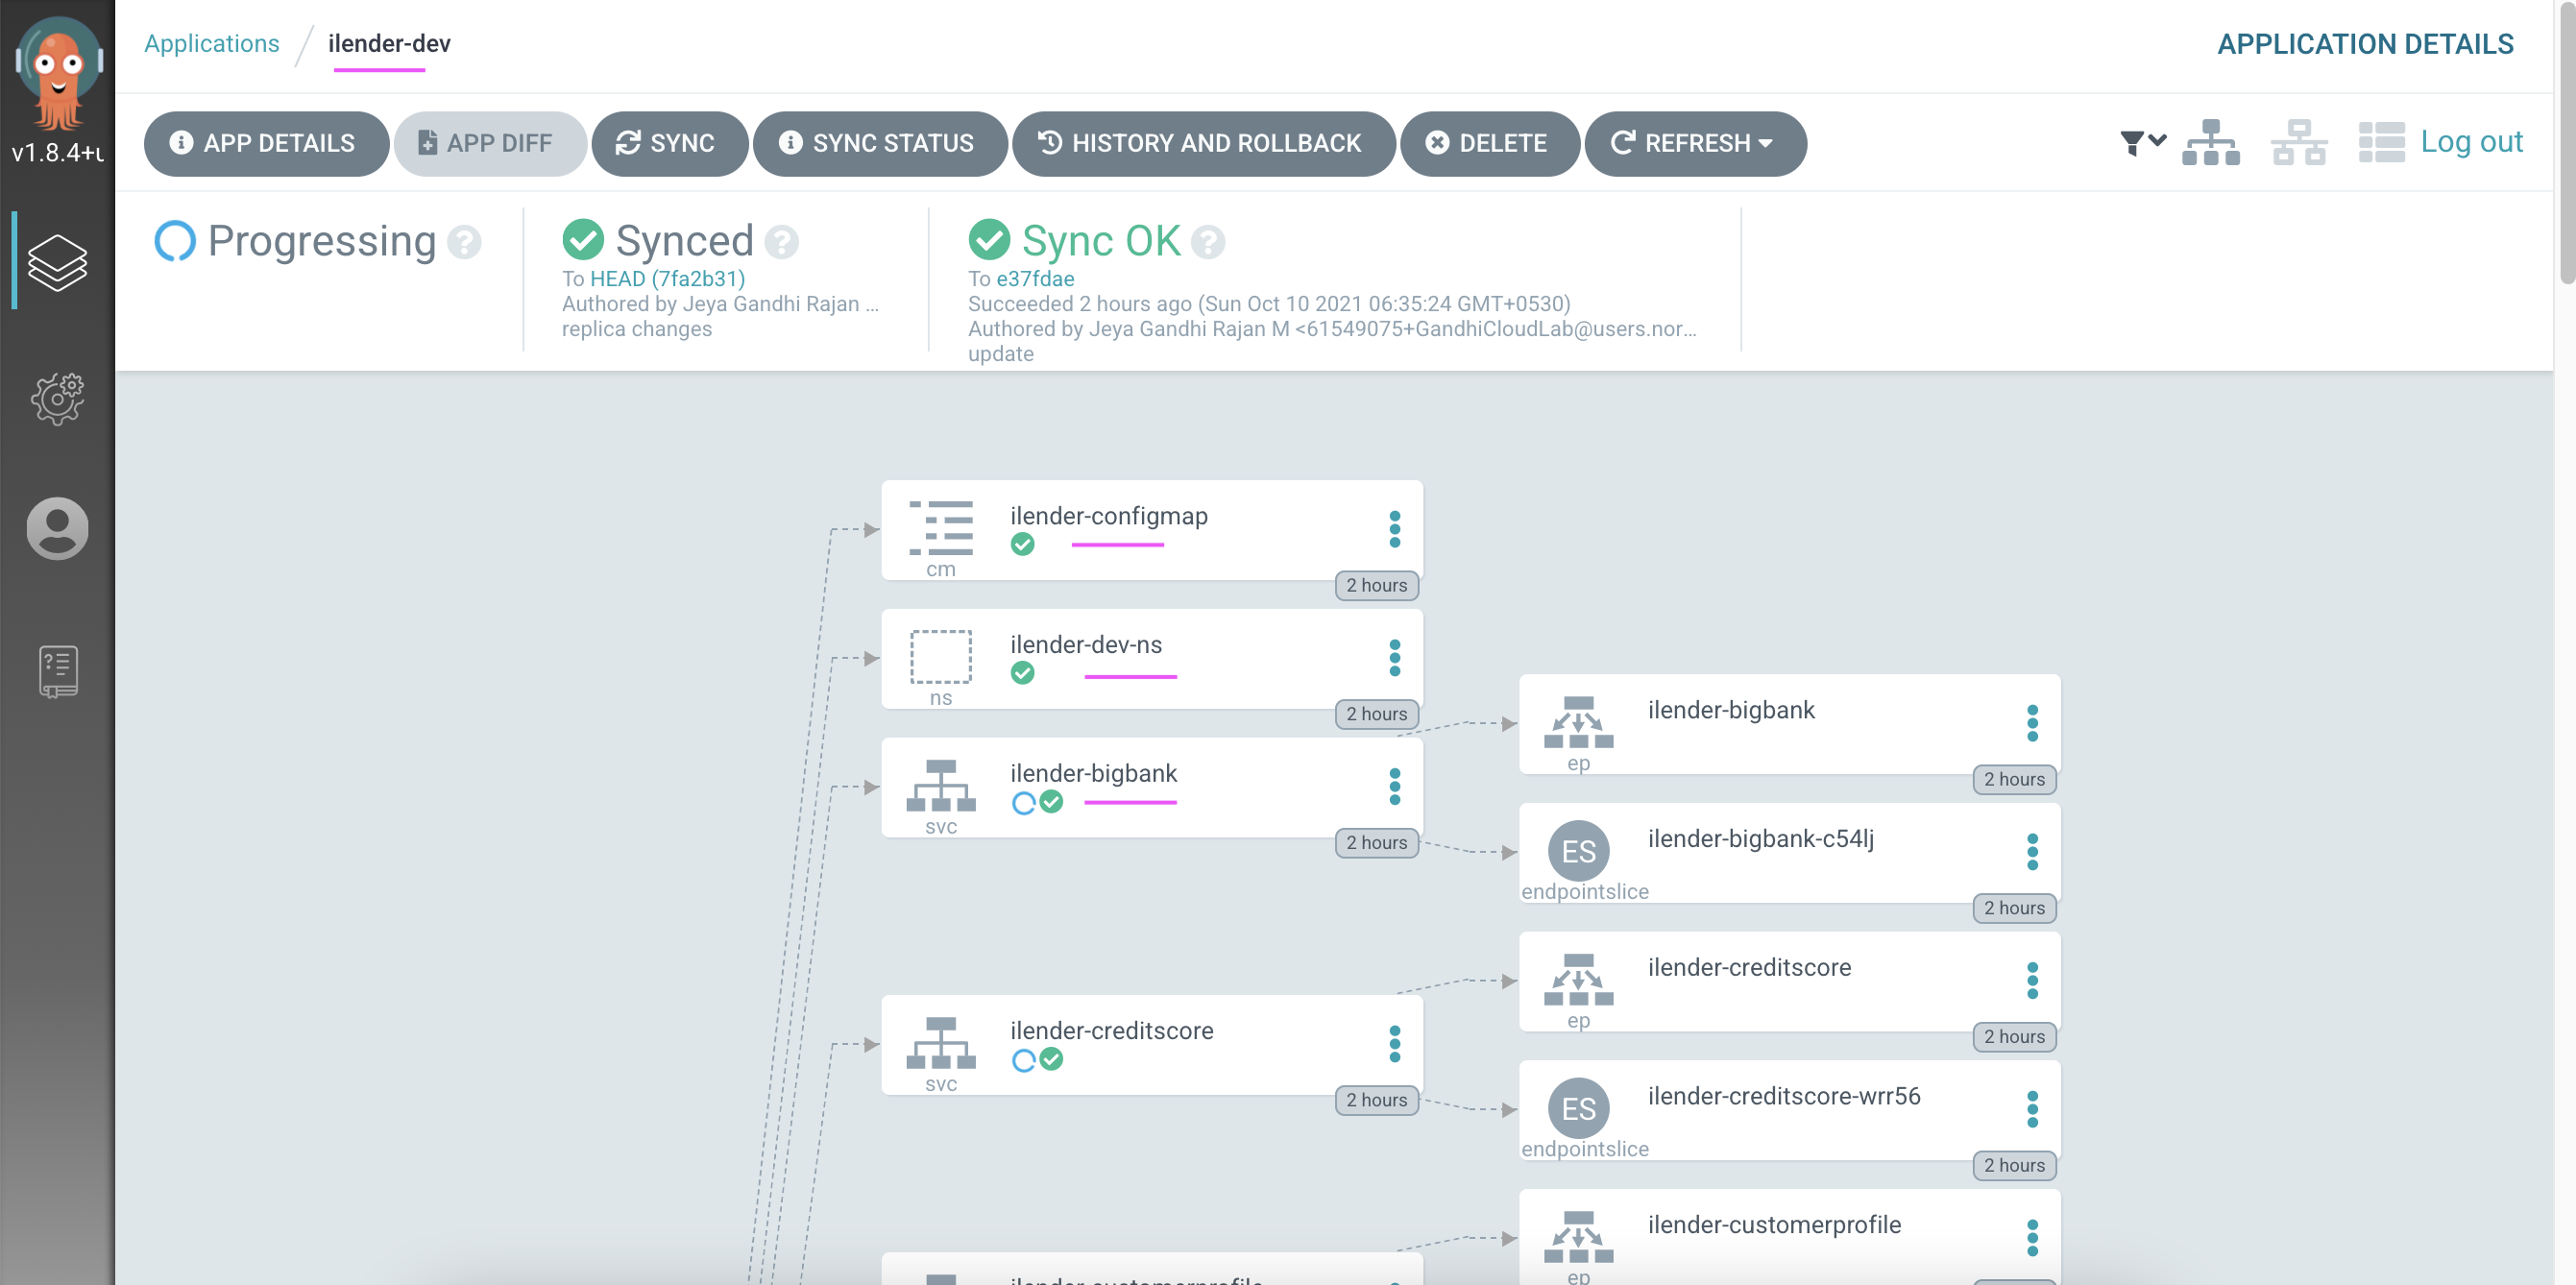 Applications / ilender-dev
APPLICATION DETAILS
v1.8.4+
APP DETAILS
APP DIFF
SYNC
SYNC STATUS
HISTORY AND ROLLBACK
DELETE
REFRESH
Log out
Progressing ?
Synced ?
To HEAD (7fa2b31)
Authored by Jeya Gandhi Rajan ...
replica changes
Sync OK ?
To e37fdae
Succeeded 2 hours ago (Sun Oct 10 2021 06:35:24 GMT+0530)
Authored by Jeya Gandhi Rajan M <61549075+GandhiCloudLab@users.nor...
update
ilender-configmap
cm
2 hours
ilender-dev-ns
ns
2 hours
ilender-bigbank
svc
2 hours
ilender-bigbank
ep
2 hours
ES
ilender-bigbank-c54lj
endpointslice
2 hours
ilender-creditscore
svc
2 hours
ilender-creditscore
ep
2 hours
ES
ilender-creditscore-wrr56
endpointslice
2 hours
ilender-customerprofile
ep
ilender-customerprofile